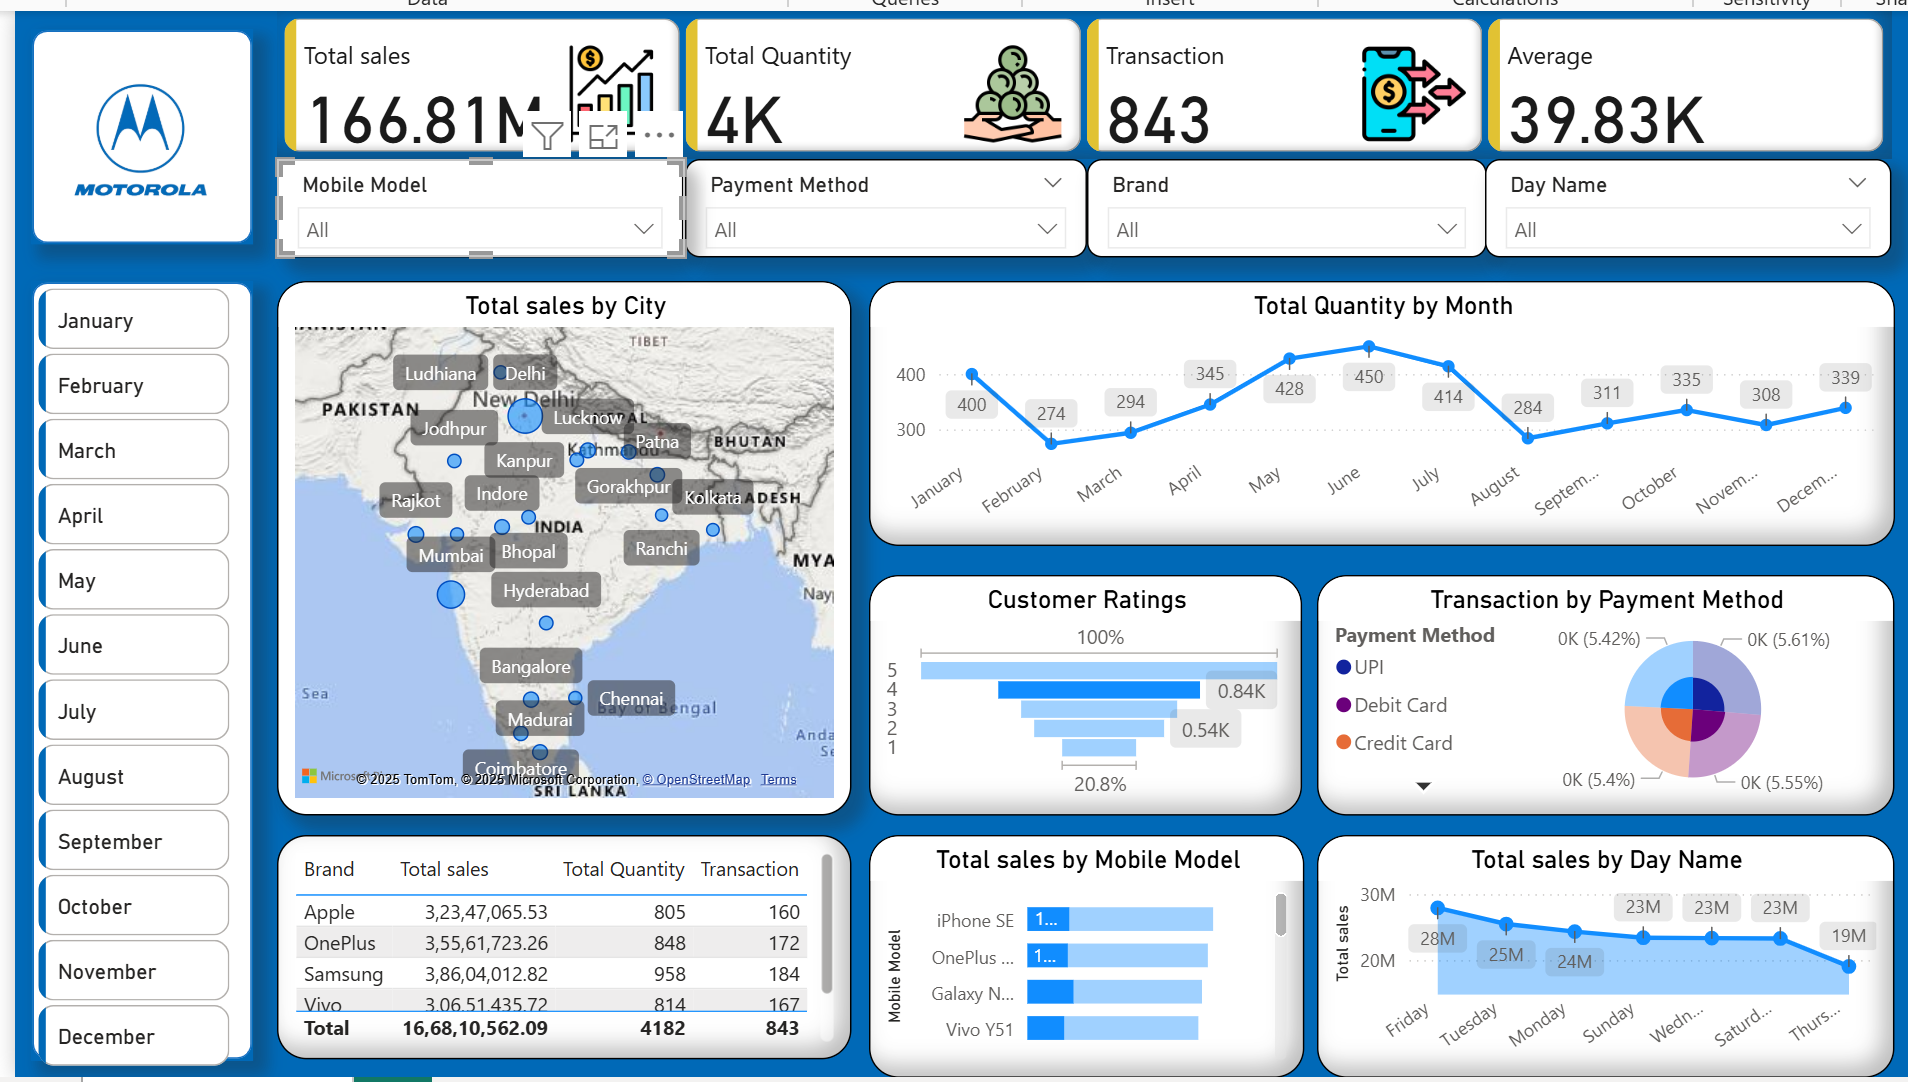 Data Queries Insert Calculations Sensitivity
MOTOROLA
Total sales
166.81M
Total Quantity
4K
Transaction
843
Average
39.83K
Mobile Model
All
Payment Method
All
Brand
All
Day Name
All
January
February
March
April
May
June
July
August
September
October
November
December
Total sales by City
TIBET
Ludhiana
Delhi
New Delhi
PAKISTAN
Jodhpur
Lucknow
Kathmandu
Patna
BHUTAN
Kanpur
Rajkot
Indore
Gorakhpur
Kolkata
INDIA
Mumbai
Bhopal
Ranchi
Hyderabad
Bangalore
Chennai
Sea
Bay of Bengal
Madurai
Coimbatore
© 2025 TomTom, © 2025 Microsoft Corporation, © OpenStreetMap Terms
SRI LANKA
Total Quantity by Month
400
300
400
274
294
345
428
450
414
284
311
335
308
339
January
February
March
April
May
June
July
August
Septem...
October
Novem...
Decem...
Customer Ratings
100%
5
4
3
2
1
0.84K
0.54K
20.8%
Transaction by Payment Method
Payment Method
UPI
Debit Card
Credit Card
0K (5.42%)
0K (5.61%)
0K (5.4%)
0K (5.55%)
Brand Total sales Total Quantity Transaction
Apple 3,23,47,065.53 805 160
OnePlus 3,55,61,723.26 848 172
Samsung 3,86,04,012.82 958 184
Vivo 3,06,51,435.72 814 167
Total 16,68,10,562.09 4182 843
Total sales by Mobile Model
Mobile Model
iPhone SE 1...
OnePlus ... 1...
Galaxy N...
Vivo Y51
Total sales by Day Name
Total sales
30M
20M
28M
25M
24M
23M
23M
23M
19M
Friday
Tuesday
Monday
Sunday
Wedn...
Saturd...
Thurs...